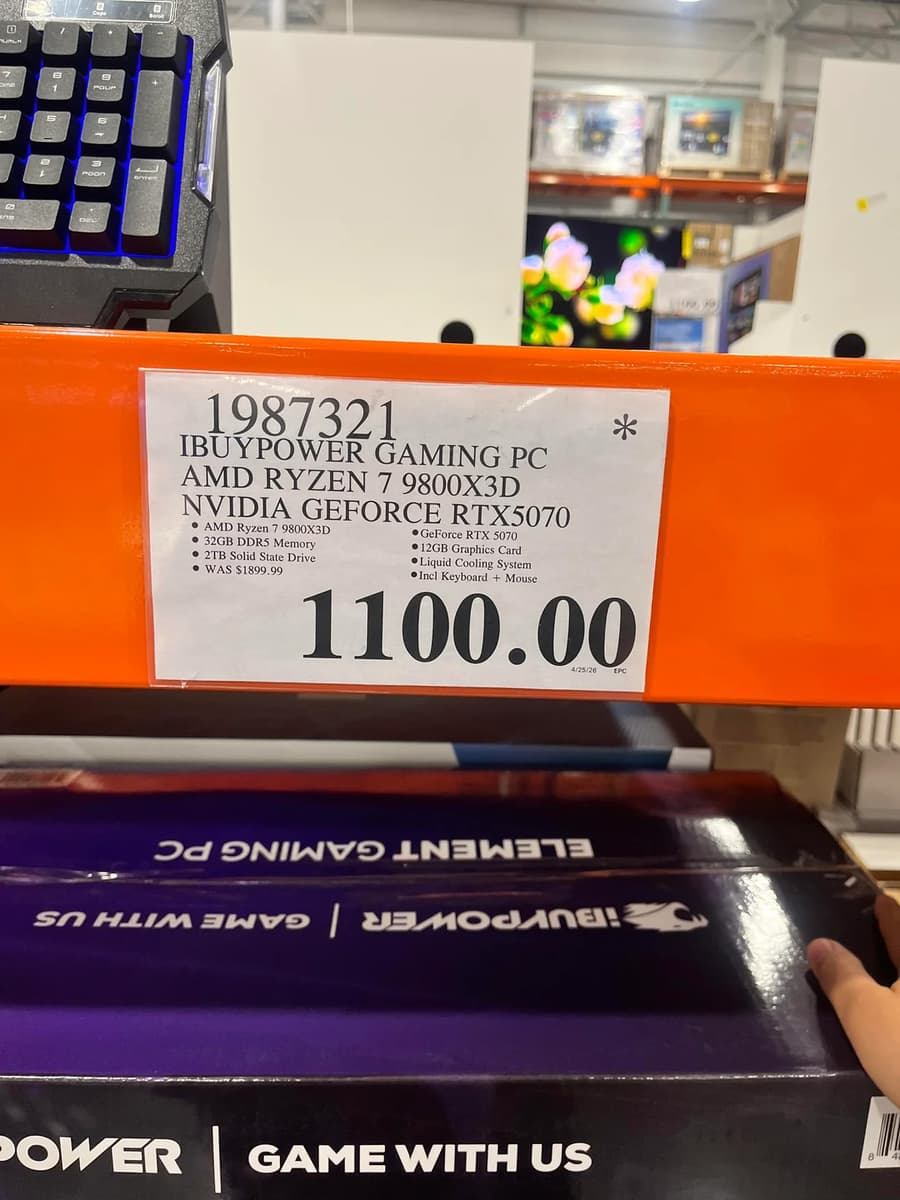 Caps
Scroll
1987321
*
IBUYPOWER GAMING PC
AMD RYZEN 7 9800X3D
NVIDIA GEFORCE RTX5070
• AMD Ryzen 7 9800X3D
• 32GB DDR5 Memory
• 2TB Solid State Drive
• WAS $1899.99
• GeForce RTX 5070
• 12GB Graphics Card
• Liquid Cooling System
• Incl Keyboard + Mouse
1100.00
4/25/26 EPC
ELEMENT GAMING PC
iBUYPOWER | GAME WITH US
POWER | GAME WITH US